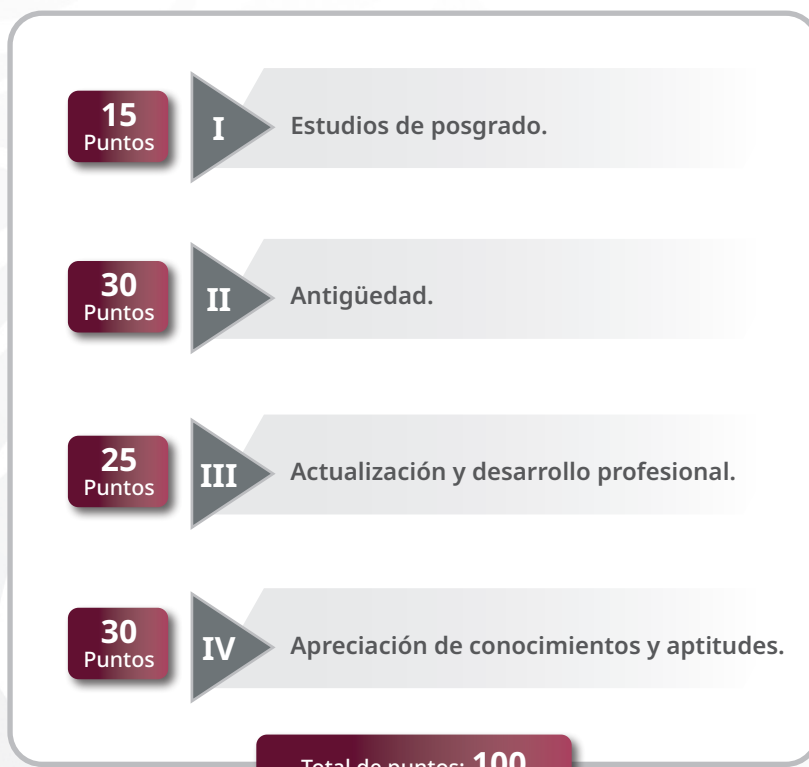 15
Puntos
I
Estudios de posgrado.
30
Puntos
II
Antigüedad.
25
Puntos
III
Actualización y desarrollo profesional.
30
Puntos
IV
Apreciación de conocimientos y aptitudes.
Total de puntos: 100